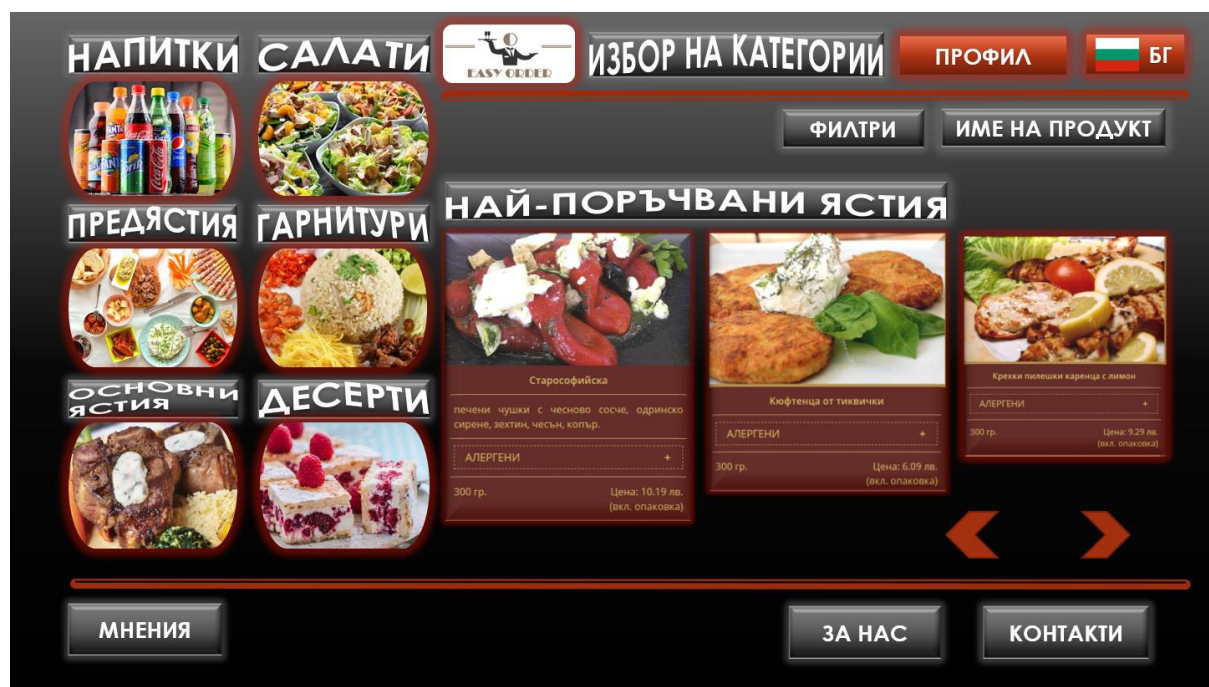 НАПИТКИ
САЛАТИ
EASY ORDER
ИЗБОР НА КАТЕГОРИИ
ПРОФИЛ
БГ
ФИЛТРИ
ИМЕ НА ПРОДУКТ
ПРЕДЯСТИЯ
ГАРНИТУРИ
ОСНОВНИ
ЯСТИЯ
ДЕСЕРТИ
НАЙ-ПОРЪЧВАНИ ЯСТИЯ
Старософийска
печени чушки с чесново сосче, одринско
сирене, зехтин, чесън, копър.
АЛЕРГЕНИ +
300 гр. Цена: 10.19 лв.
(вкл. опаковка)
Кюфтенца от тиквички
АЛЕРГЕНИ +
300 гр. Цена: 6.09 лв.
(вкл. опаковка)
Крехки пилешки каренца с лимон
АЛЕРГЕНИ +
300 гр. Цена: 9.29 лв.
(вкл. опаковка)
МНЕНИЯ
ЗА НАС
КОНТАКТИ